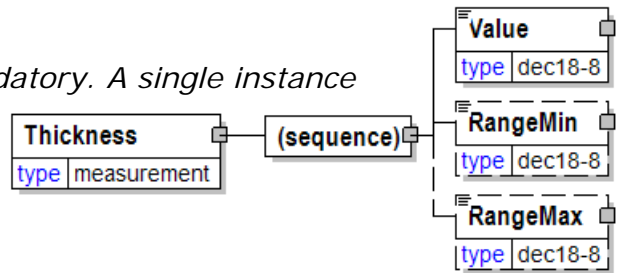 Value
type dec18-8
datory. A single instance
Thickness
type measurement
(sequence)
RangeMin
type dec18-8
RangeMax
type dec18-8